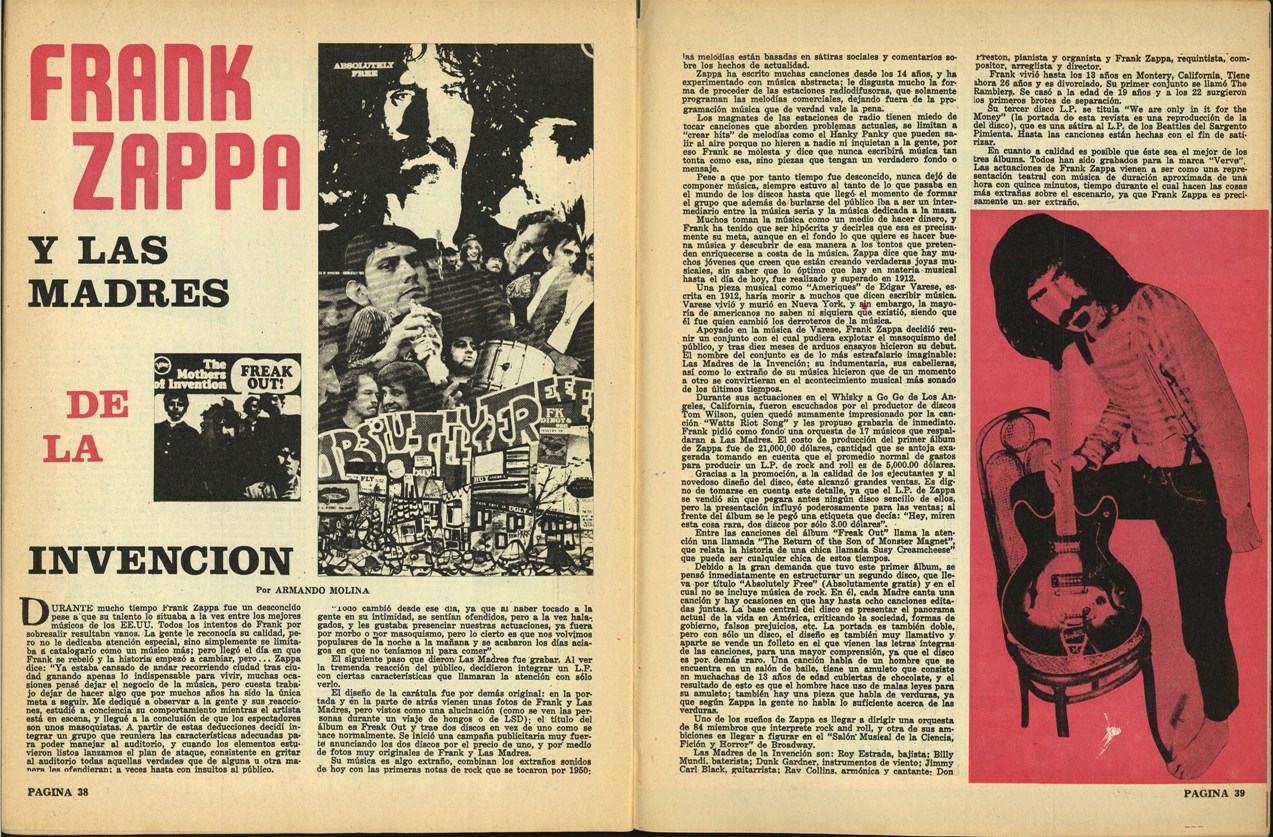 FRANK
ZAPPA
Y LAS
MADRES
DE
LA
INVENCION
The
Mothers
of Invention
FREAK
OUT!
ABSOLUTELY
FREE
Por ARMANDO MOLINA
DURANTE mucho tiempo Frank Zappa fue un desconocido
pese a que su talento lo situaba a la vez entre los mejores
músicos de los EE.UU. Todos los intentos de Frank por
sobresalir resultaban vanos. La gente le reconocía su calidad, pe-
ro no le dedicaba atención especial, sino simplemente se limita-
ba a catalogarlo como un músico más; pero llegó el día en que
Frank se rebeló y la historia empezó a cambiar, pero... Zappa
dice: "Ya estaba cansado de andar recorriendo ciudad tras ciu-
dad ganando apenas lo indispensable para vivir, muchas oca-
siones pensé dejar el negocio de la música, pero cuesta traba-
jo dejar de hacer algo que por muchos años ha sido la única
meta a seguir. Me dediqué a observar a la gente y sus reaccio-
nes, estudié a conciencia su comportamiento mientras el artista
está en escena, y llegué a la conclusión de que los espectadores
son unos masoquistas. A partir de estas deducciones decidí in-
tegrar un grupo que reuniera las características adecuadas pa-
ra poder manejar al auditorio, y cuando los elementos estu-
vieron listos lanzamos el plan de ataque, consistente en gritar
al auditorio todas aquellas verdades que de alguna u otra ma-
nera les ofendieran; a veces hasta con insultos al público.
"Todo cambió desde ese día, ya que al haber tocado a la
gente en su intimidad, se sentían ofendidos, pero a la vez hala-
gados, y les gustaba presenciar nuestras actuaciones, ya fuera
por morbo o por masoquismo, pero lo cierto es que nos volvimos
populares de la noche a la mañana y se acabaron los días acia-
gos en que no teníamos ni para comer"
El siguiente paso que dieron Las Madres fue grabar. Al ver
la tremenda reacción del público, decidieron integrar un L.P.
con ciertas características que llamaran la atención con sólo
verlo.
El diseño de la carátula fue por demás original: en la por-
tada y en la parte de atrás vienen unas fotos de Frank y Las
Madres, pero vistos como una alucinación (como se ven las per-
sonas durante un viaje de hongos o de LSD); el título del
álbum es Freak Out y trae dos discos en vez de uno como se
hace normalmente. Se inició una campaña publicitaria muy fuer-
te anunciando los dos discos por el precio de uno, y por medio
de fotos muy originales de Frank y Las Madres.
Su música es algo extraño, combinan los extraños sonidos
de hoy con las primeras notas de rock que se tocaron por 1950;
PAGINA 38
las melodías están basadas en sátiras sociales y comentarios so-
bre los hechos de actualidad.
Zappa ha escrito muchas canciones desde los 14 años, y ha
experimentado con música abstracta; le disgusta mucho la for-
ma de proceder de las estaciones radiodifusoras, que solamente
programan las melodías comerciales, dejando fuera de la pro-
gramación música que de verdad vale la pena.
Los magnates de las estaciones de radio tienen miedo de
tocar canciones que aborden problemas actuales, se limitan a
"crear hits" de melodías como el Hanky Panky que pueden sa-
lir al aire porque no hieren a nadie ni inquietan a la gente, por
eso Frank se molesta y dice que nunca escribirá música tan
tonta como esa, sino piezas que tengan un verdadero fondo o
mensaje.
Pese a que por tanto tiempo fue desconcido, nunca dejó de
componer música, siempre estuvo al tanto de lo que pasaba en
el mundo de los discos hasta que llegó el momento de formar
el grupo que además de burlarse del público iba a ser un inter-
mediario entre la música seria y la música dedicada a la masa.
Muchos toman la música como un medio de hacer dinero, y
Frank ha tenido que ser hipócrita y decirles que esa es precisa-
mente su meta, aunque en el fondo lo que quiere es hacer bue-
na música y descubrir de esa manera a los tontos que preten-
den enriquecerse a costa de la música. Zappa dice que hay mu-
chos jóvenes que creen que están creando verdaderas joyas mu-
sicales, sin saber que lo óptimo que hay en materia musical
hasta el día de hoy, fue realizado y superado en 1912.
Una pieza musical como "Ameriques" de Edgar Varese, es-
crita en 1912, haría morir a muchos que dicen escribir música.
Varese vivió y murió en Nueva York, y sin embargo, la mayo-
ría de americanos no saben ni siquiera que existió, siendo que
él fue quien cambió los derroteros de la música.
Apoyado en la música de Varese, Frank Zappa decidió reu-
nir un conjunto con el cual pudiera explotar el masoquismo del
público, y tras diez meses de arduos ensayos hicieron su debut.
El nombre del conjunto es de lo más estrafalario imaginable:
Las Madres de la Invención; su indumentaria, sus cabelleras,
así como lo extraño de su música hicieron que de un momento
a otro se convirtieran en el acontecimiento musical más sonado
de los últimos tiempos.
Durante sus actuaciones en el Whisky a Go Go de Los An-
geles, California, fueron escuchados por el productor de discos
Tom Wilson, quien quedó sumamente impresionado por la can-
ción "Watts Riot Song" y les propuso grabarla de inmediato.
Frank pidió como fondo una orquesta de 17 músicos que respal-
daran a Las Madres. El costo de producción del primer álbum
de Zappa fue de 21,000,00 dólares, cantidad que se antoja exa-
gerada tomando en cuenta que el promedio normal de gastos
para producir un L.P. de rock and roll es de 5,000.00 dólares.
Gracias a la promoción, a la calidad de los ejecutantes y al
novedoso diseño del disco, éste alcanzó grandes ventas. Es dig-
no de tomarse en cuenta este detalle, ya que el L.P. de Zappa
se vendió sin que pegara antes ningún disco sencillo de ellos,
pero la presentación influyó poderosamente para las ventas; al
frente del álbum se le pegó una etiqueta que decía: "Hey, miren
esta cosa rara, dos discos por sólo 3.00 dólares".
Entre las canciones del álbum "Freak Out" llama la aten-
ción una llamada "The Return of the Son of Monster Magnet",
que relata la historia de una chica llamada Susy Creamcheese"
que puede ser cualquier chica de estos tiempos.
Debido a la gran demanda que tuvo este primer álbum, se
pensó inmediatamente en estructurar un segundo disco, que lle-
va por título "Absolutely Free" (Absolutamente gratis) y en el
cual no se incluye música de rock. En él, cada Madre canta una
canción y hay ocasiones en que hay hasta ocho canciones edita-
das juntas. La base central del disco es presentar el panorama
actual de la vida en América, criticando la sociedad, formas de
gobierno, falsos prejuicios, etc. La portada es también doble,
pero con sólo un disco, el diseño es también muy llamativo y
aparte se vende un folleto en el que vienen las letras íntegras
de las canciones, para una mayor comprensión, ya que el disco
es por demás raro. Una canción habla de un hombre que se
encuentra en un salón de baile, tiene un amuleto que consiste
en muchachas de 13 años de edad cubiertas de chocolate, y el
resultado de esto es que el hombre hace uso de malas leyes para
su amuleto; también hay una pieza que habla de verduras, ya
que según Zappa la gente no habla lo suficiente acerca de las
verduras.
Uno de los sueños de Zappa es llegar a dirigir una orquesta
de 84 miembros que interprete rock and roll, y otra de sus am-
biciones es llegar a figurar en el "Salón Musical de la Ciencia,
Ficción y Horror" de Broadway.
Las Madres de la Invención son: Roy Estrada, bajista; Billy
Mundi, baterista; Dunk Gardner, instrumentos de viento; Jimmy
Carl Black, guitarrista; Ray Collins, armónica y cantante; Don
Preston, pianista y organista y Frank Zappa, requintista, com-
positor, arreglista y director.
Frank vivió hasta los 13 años en Montery, California, Tiene
ahora 26 años y es divorciado. Su primer conjunto se llamó The
Ramblers. Se casó a la edad de 19 años y a los 22 surgieron
los primeros brotes de separación.
Su tercer disco L.P. se titula "We are only in it for the
Money" (la portada de esta revista es una reproducción de la
del disco), que es una sátira al L.P. de los Beatles del Sargento
Pimienta. Hasta las canciones están hechas con el fin de sati-
rizar.
En cuanto a calidad es posible que éste sea el mejor de los
tres álbums. Todos han sido grabados para la marca "Verve".
Las actuaciones de Frank Zappa vienen a ser como una repre-
sentación teatral con música de duración aproximada de una
hora con quince minutos, tiempo durante el cual hacen las cosas
más extrañas sobre el escenario, ya que Frank Zappa es preci-
samente un ser extraño.
PAGINA 39